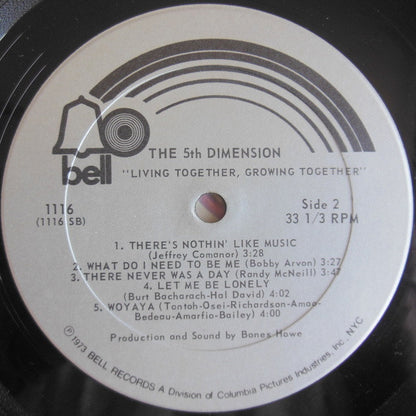 bell
THE 5th DIMENSION
"LIVING TOGETHER, GROWING TOGETHER"
1116
(1116 SB)
Side 2
33 1/3 RPM
1. THERE'S NOTHIN' LIKE MUSIC
(Jeffrey Comanor) 3:28
2. WHAT DO I NEED TO BE ME (Bobby Arvon) 3:27
3. THERE NEVER WAS A DAY (Randy McNeill) 3:47
4. LET ME BE LONELY
(Burt Bacharach-Hal David) 4:02
5. WOYAYA (Tontoh-Osei-Richardson-Amao-
Bedeau-Amarfio-Bailey) 4:00
Production and Sound by Bones Howe
℗1973 BELL RECORDS A Division of Columbia Pictures Industries, Inc., NYC